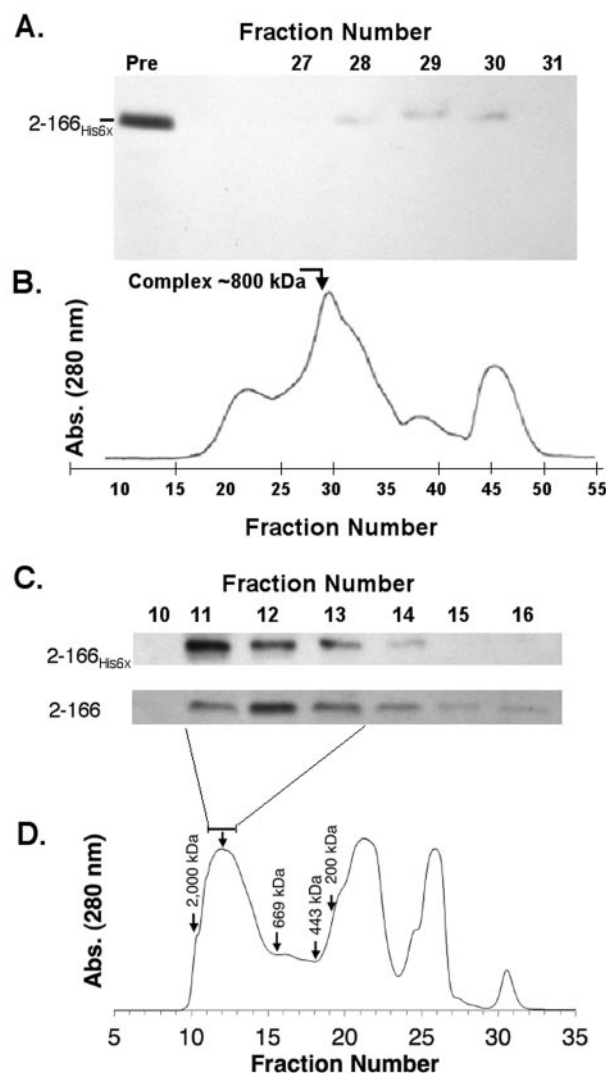 A.
Fraction Number
Pre 27 28 29 30 31
2-166His6x
B.
Complex ~800 kDa
Abs. (280 nm)
10 15 20 25 30 35 40 45 50 55
Fraction Number
C.
Fraction Number
10 11 12 13 14 15 16
2-166His6x
2-166
D.
2,000 kDa
669 kDa
443 kDa
200 kDa
Abs. (280 nm)
5 10 15 20 25 30 35
Fraction Number